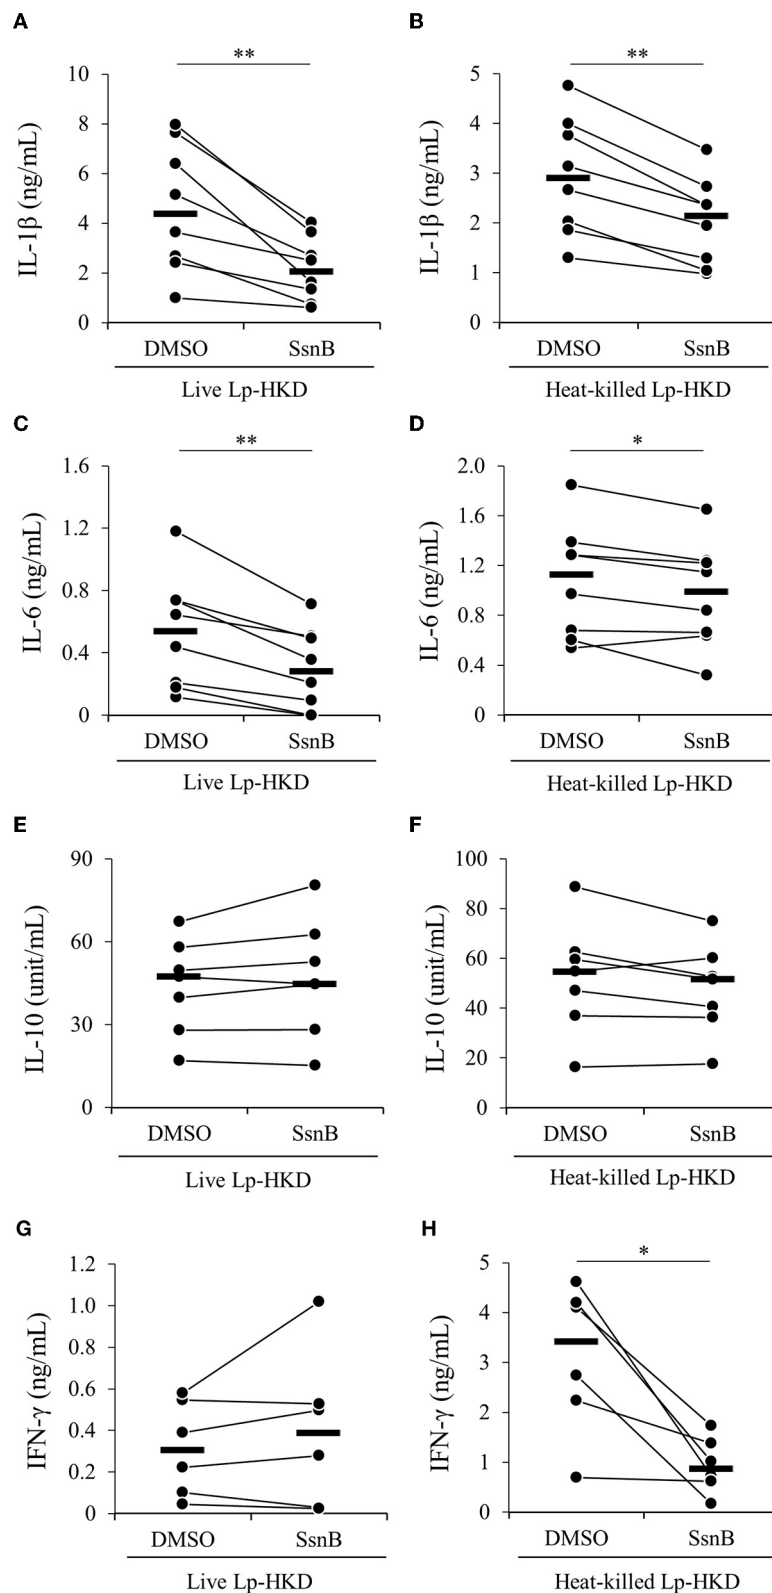 A
**
IL-1β (ng/mL)
10
8
6
4
2
0
DMSO SsnB
Live Lp-HKD
B
**
IL-1β (ng/mL)
5
4
3
2
1
0
DMSO SsnB
Heat-killed Lp-HKD
C
**
IL-6 (ng/mL)
1.6
1.2
0.8
0.4
0
DMSO SsnB
Live Lp-HKD
D
*
IL-6 (ng/mL)
2.0
1.6
1.2
0.8
0.4
0
DMSO SsnB
Heat-killed Lp-HKD
E
IL-10 (unit/mL)
90
60
30
0
DMSO SsnB
Live Lp-HKD
F
IL-10 (unit/mL)
100
80
60
40
20
0
DMSO SsnB
Heat-killed Lp-HKD
G
IFN-γ (ng/mL)
1.2
1.0
0.8
0.6
0.4
0.2
0
DMSO SsnB
Live Lp-HKD
H
*
IFN-γ (ng/mL)
5
4
3
2
1
0
DMSO SsnB
Heat-killed Lp-HKD